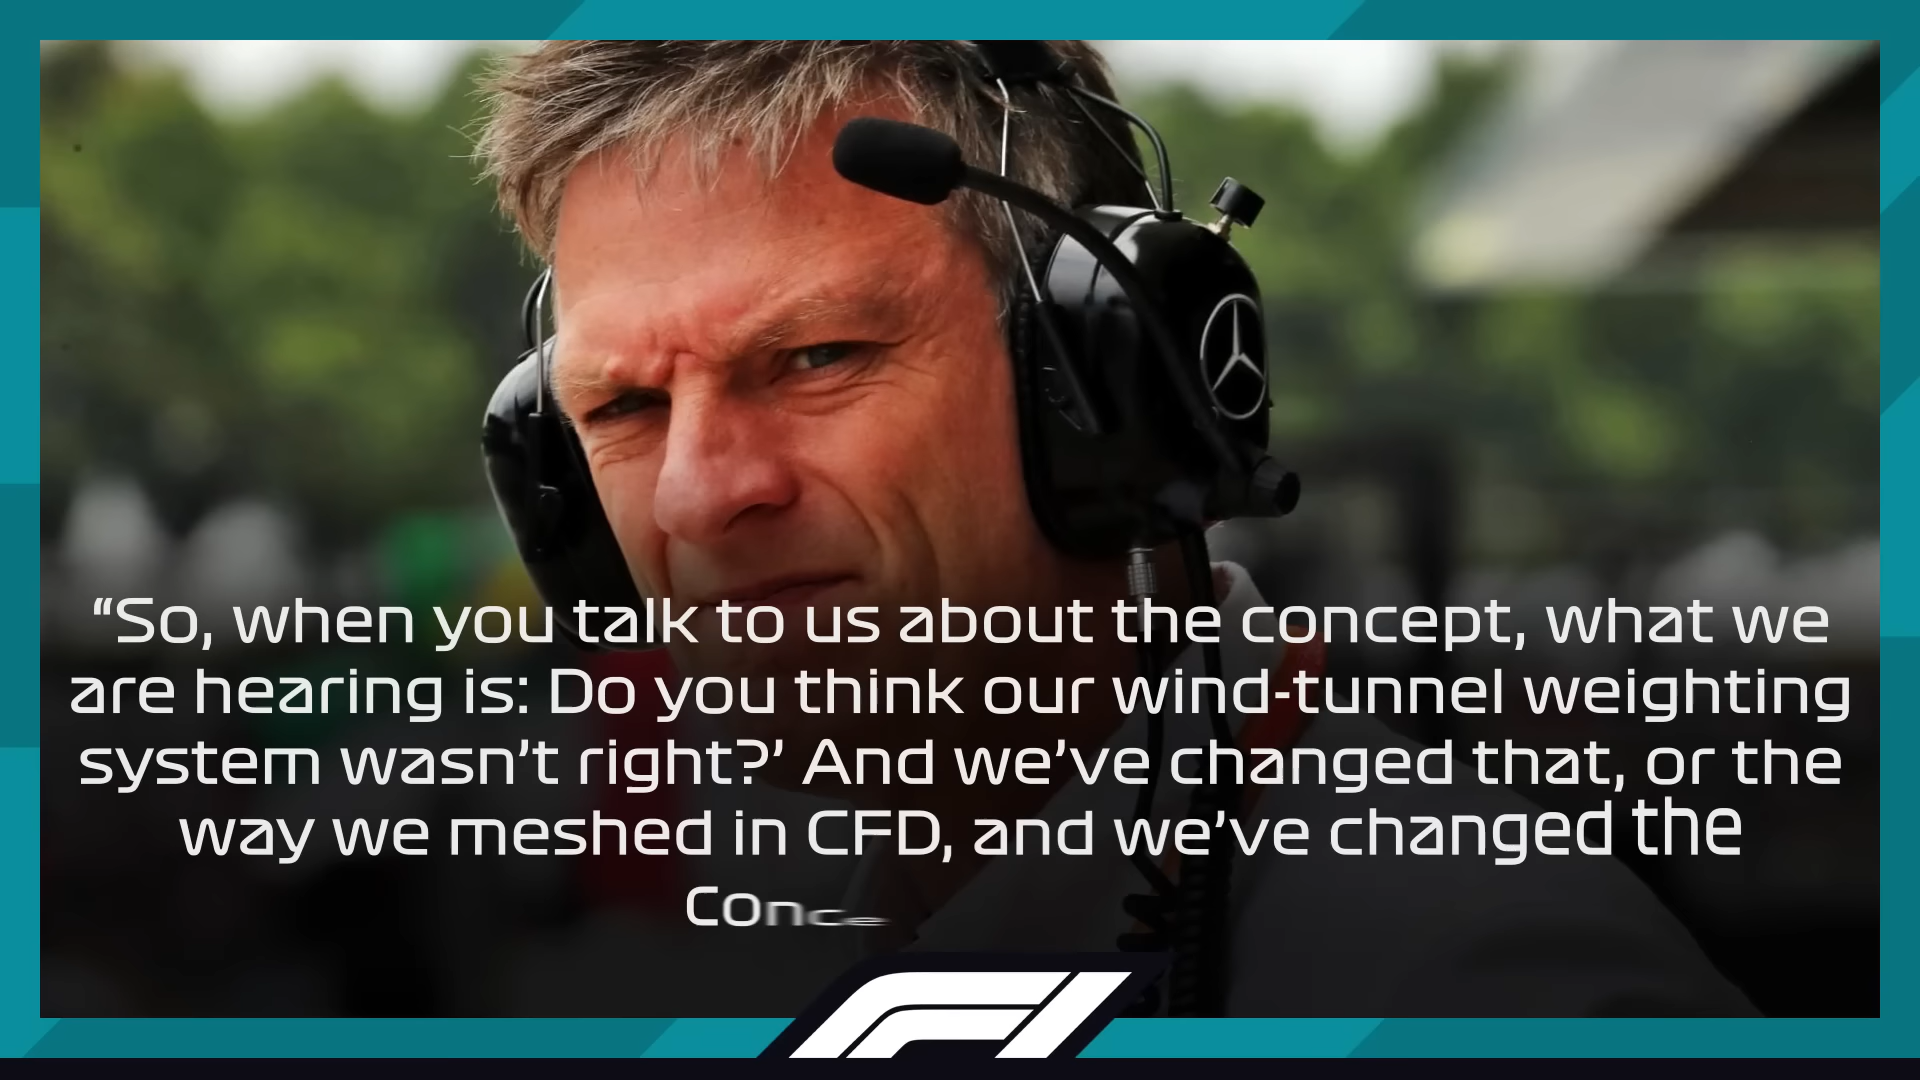 “So, when you talk to us about the concept, what we
are hearing is: Do you think our wind-tunnel weighting
system wasn’t right?’ And we’ve changed that, or the
way we meshed in CFD, and we’ve changed the
Conce
F1